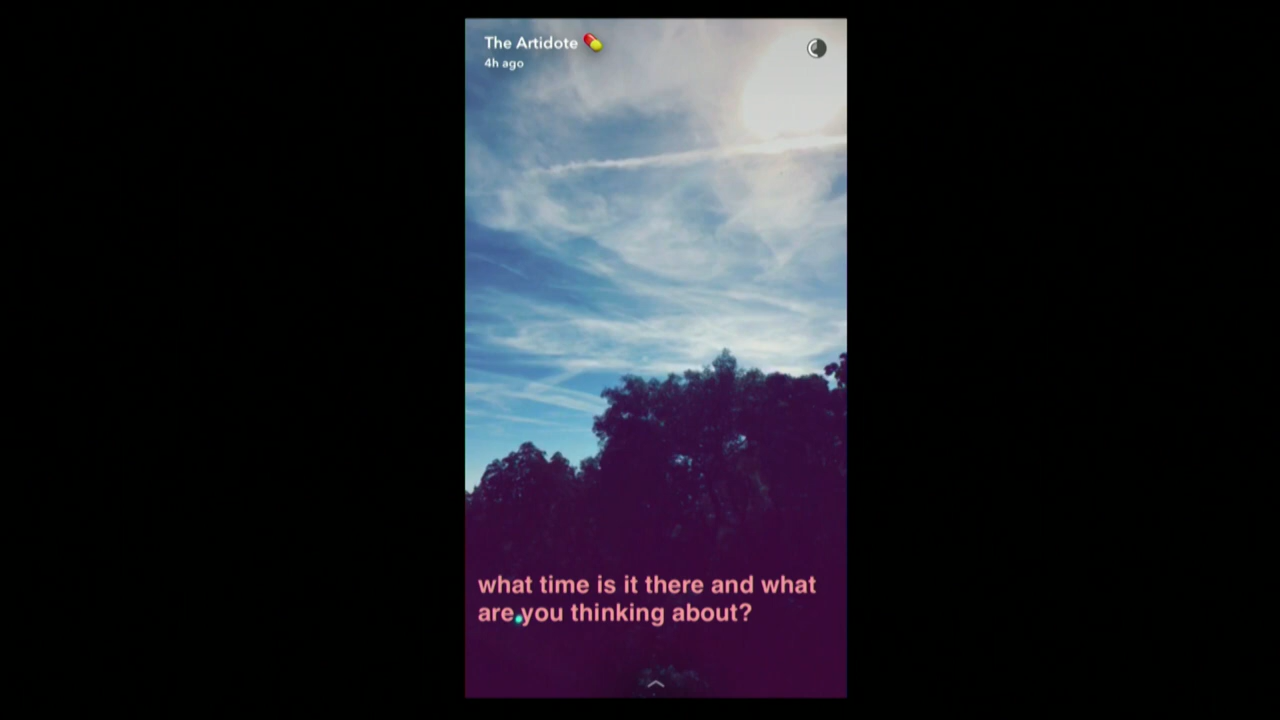 The Artidote 💊
4h ago
what time is it there and what
are you thinking about?